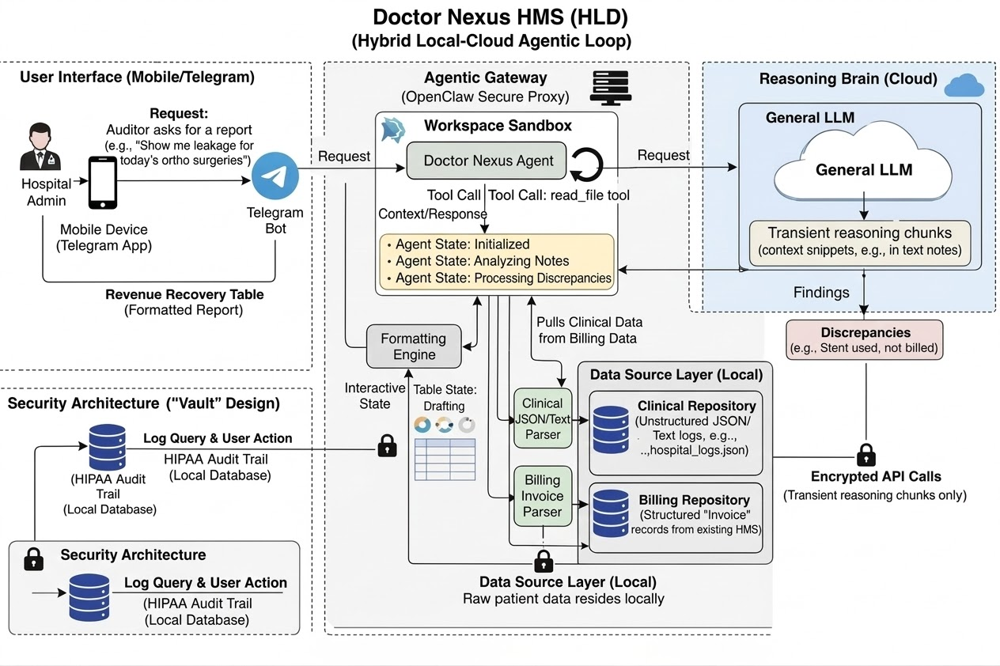 Doctor Nexus HMS (HLD)
(Hybrid Local-Cloud Agentic Loop)
User Interface (Mobile/Telegram)
Request:
Auditor asks for a report
(e.g., "Show me leakage for
today's ortho surgeries")
Hospital
Admin
Mobile Device
(Telegram App)
Telegram
Bot
Revenue Recovery Table
(Formatted Report)
Request
Agentic Gateway
(OpenClaw Secure Proxy)
Workspace Sandbox
Doctor Nexus Agent
Tool Call
Tool Call: read_file tool
Context/Response
• Agent State: Initialized
• Agent State: Analyzing Notes
• Agent State: Processing Discrepancies
Request
Reasoning Brain (Cloud)
General LLM
General LLM
Transient reasoning chunks
(context snippets, e.g., in text notes)
Findings
Discrepancies
(e.g., Stent used, not billed)
Formatting
Engine
Pulls Clinical Data
from Billing Data
Interactive
State
Table State:
Drafting
Clinical
JSON/Text
Parser
Billing
Invoice
Parser
Data Source Layer (Local)
Clinical Repository
(Unstructured JSON/
Text logs, e.g..,
..,hospital_logs.json)
Billing Repository
(Structured "Invoice"
records from existing HMS)
Data Source Layer (Local)
Raw patient data resides locally
Encrypted API Calls
(Transient reasoning chunks only)
Security Architecture ("Vault” Design)
Log Query & User Action
HIPAA Audit Trail
(Local Database)
(HIPAA Audit
Trail
(Local Database)
Security Architecture
Log Query & User Action
(HIPAA Audit Trail
(Local Database)